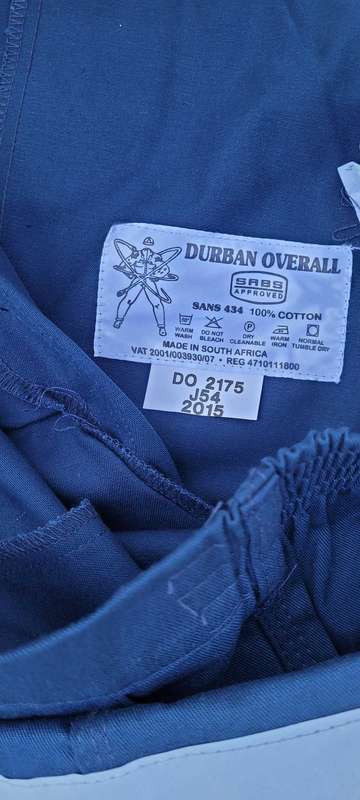 DURBAN OVERALL
SABS
APPROVED
SANS 434 100% COTTON
WARM WASH
DO NOT BLEACH
DRY CLEANABLE
WARM IRON
NORMAL TUMBLE DRY
MADE IN SOUTH AFRICA
VAT 2001/003930/07 • REG 4710111800
DO 2175
J54
2015